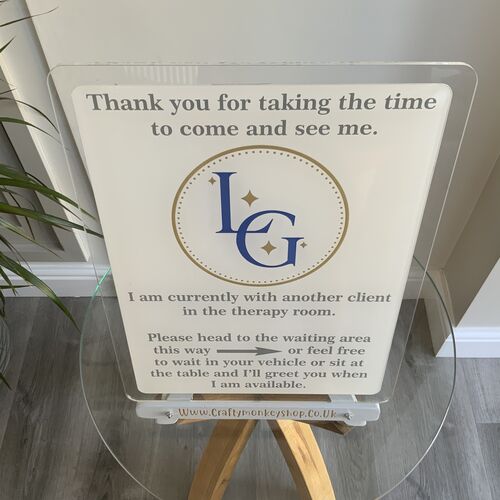 Thank you for taking the time
to come and see me.
LG
I am currently with another client
in the therapy room.
Please head to the waiting area
this way or feel free
to wait in your vehicle or sit at
the table and I'll greet you when
I am available.
Www.Craftymonkeyshop.Co.Uk